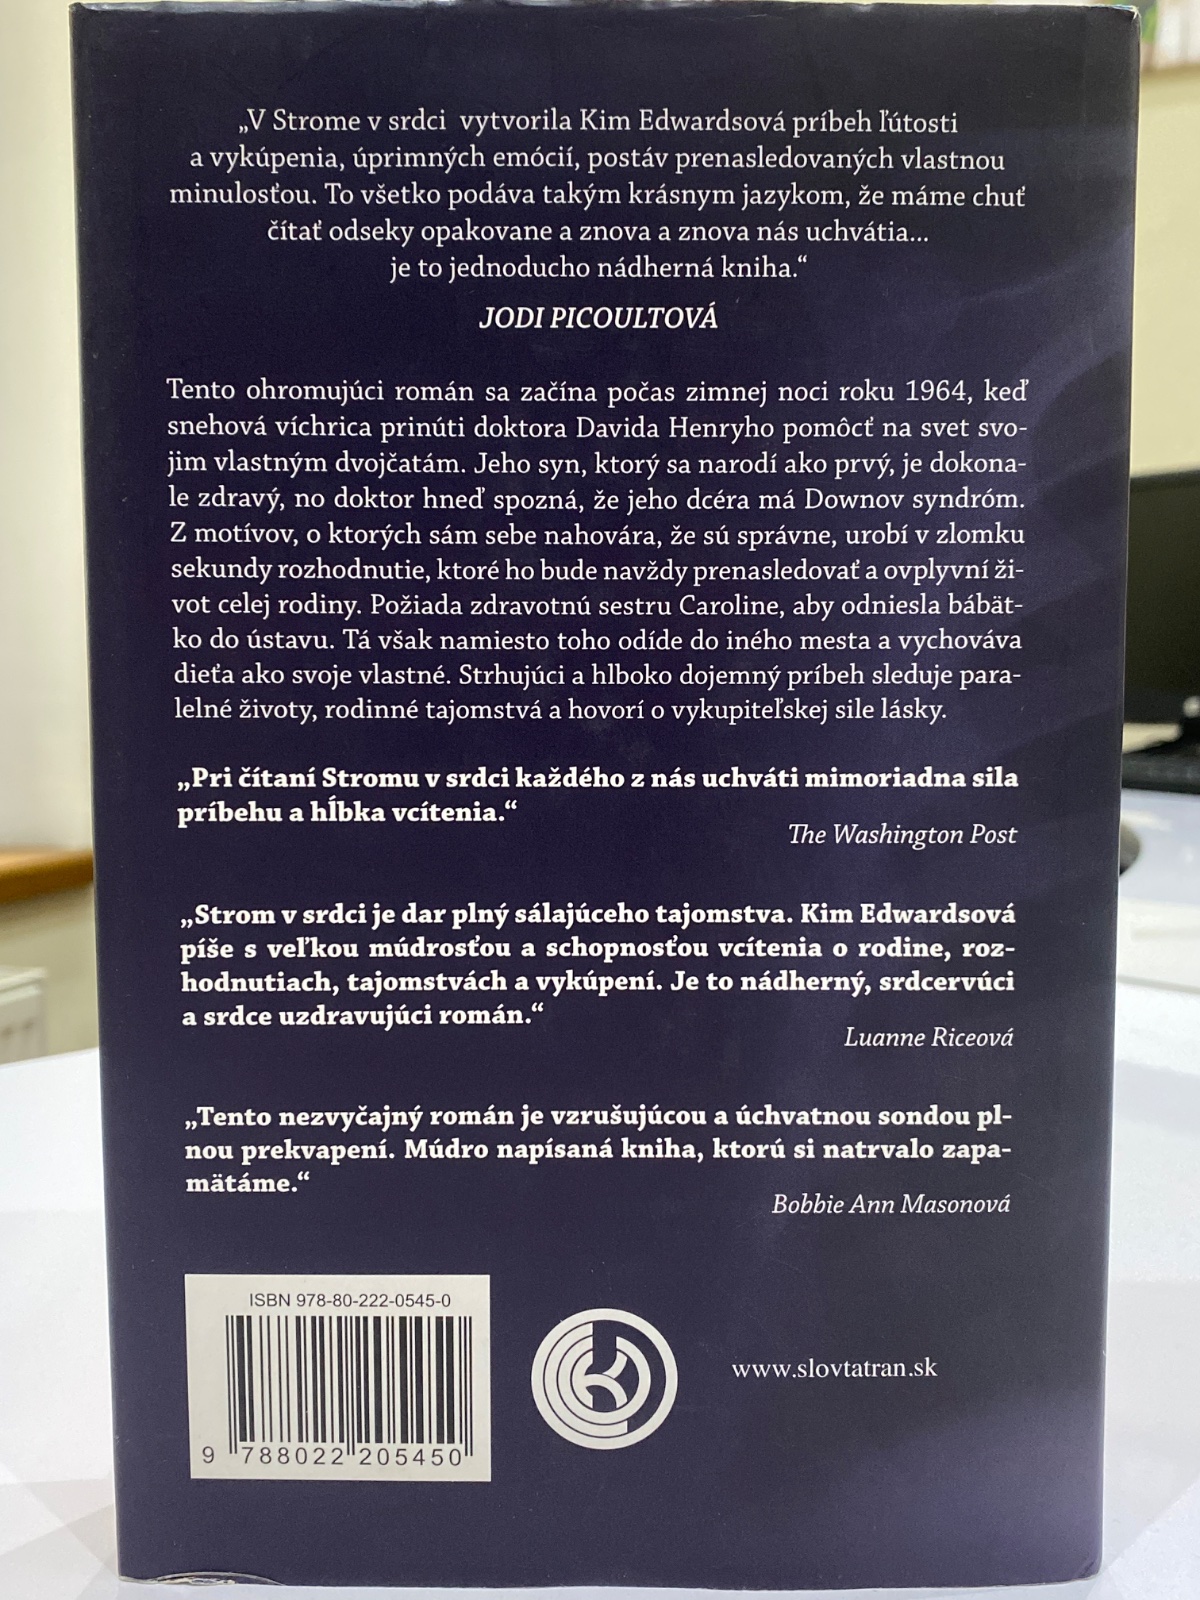 „V Strome v srdci vytvorila Kim Edwardsová príbeh ľútosti
a vykúpenia, úprimných emócií, postáv prenasledovaných vlastnou
minulosťou. To všetko podáva takým krásnym jazykom, že máme chuť
čítať odseky opakovane a znova a znova nás uchvátia...
je to jednoducho nádherná kniha.“
JODI PICOULTOVÁ
Tento ohromujúci román sa začína počas zimnej noci roku 1964, keď
snehová víchrica prinúti doktora Davida Henryho pomôcť na svet svo-
jim vlastným dvojčatám. Jeho syn, ktorý sa narodí ako prvý, je dokona-
le zdravý, no doktor hneď spozná, že jeho dcéra má Downov syndróm.
Z motívov, o ktorých sám sebe nahovára, že sú správne, urobí v zlomku
sekundy rozhodnutie, ktoré ho bude navždy prenasledovať a ovplyvní ži-
vot celej rodiny. Požiada zdravotnú sestru Caroline, aby odniesla bábät-
ko do ústavu. Tá však namiesto toho odíde do iného mesta a vychováva
dieťa ako svoje vlastné. Strhujúci a hlboko dojemný príbeh sleduje para-
lelné životy, rodinné tajomstvá a hovorí o vykupiteľskej sile lásky.
„Pri čítaní Stromu v srdci každého z nás uchváti mimoriadna sila
príbehu a hĺbka vcítenia.“
The Washington Post
„Strom v srdci je dar plný sálajúceho tajomstva. Kim Edwardsová
píše s veľkou múdrosťou a schopnosťou vcítenia o rodine, roz-
hodnutiach, tajomstvách a vykúpení. Je to nádherný, srdcervúci
a srdce uzdravujúci román.“
Luanne Riceová
„Tento nezvyčajný román je vzrušujúcou a úchvatnou sondou pl-
nou prekvapení. Múdro napísaná kniha, ktorú si natrvalo zapa-
mätáme.“
Bobbie Ann Masonová
ISBN 978-80-222-0545-0
9 788022 205450
www.slovtatran.sk